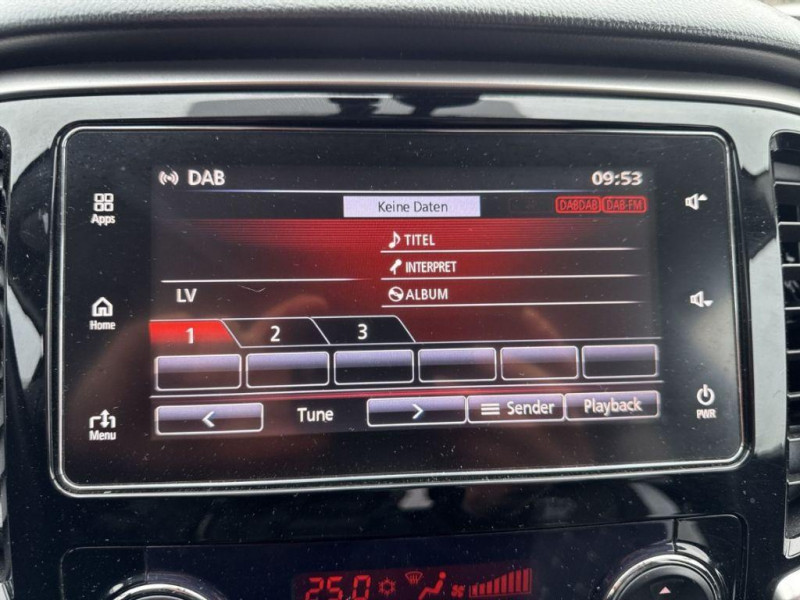 DAB 09:53
Keine Daten DABDAB DAB-FM
Apps
TITEL
INTERPRET
LV ALBUM
Home
1 2 3
< Tune > Sender Playback
Menu PWR
25.0